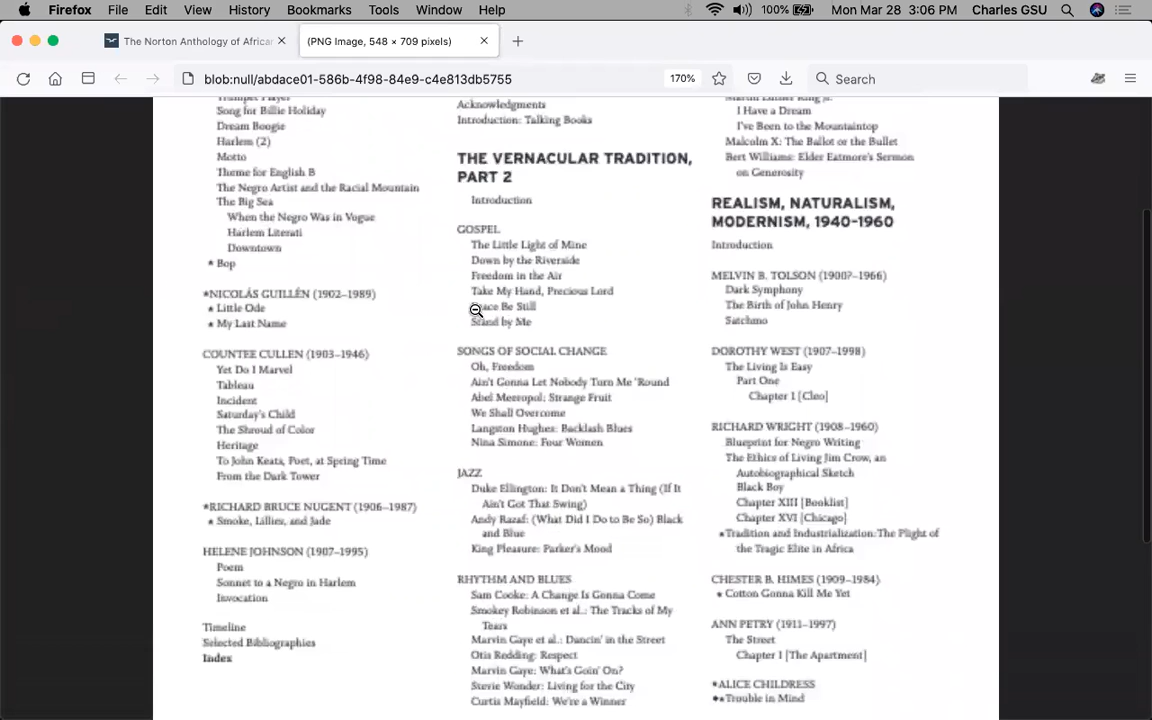 Firefox File Edit View History Bookmarks Tools Window Help 100% Mon Mar 28 3:06 PM Charles GSU
The Norton Anthology of Africa
(PNG Image, 548 × 709 pixels)
blob:null/abdace01-586b-4f98-84e9-c4e813db5755 170% Search
Trumpet Player
Song for Billie Holiday
Dream Boogie
Harlem (2)
Motto
Theme for English B
The Negro Artist and the Racial Mountain
The Big Sea
When the Negro Was in Vogue
Harlem Literati
Downtown
* Bop
*NICOLÁS GUILLÉN (1902–1989)
* Little Ode
* My Last Name
COUNTEE CULLEN (1903–1946)
Yet Do I Marvel
Tableau
Incident
Saturday's Child
The Shroud of Color
Heritage
To John Keats, Poet, at Spring Time
From the Dark Tower
*RICHARD BRUCE NUGENT (1906–1987)
* Smoke, Lillies, and Jade
HELENE JOHNSON (1907–1995)
Poem
Sonnet to a Negro in Harlem
Invocation
Timeline
Selected Bibliographies
Index
Acknowledgments
Introduction: Talking Books
THE VERNACULAR TRADITION,
PART 2
Introduction
GOSPEL
The Little Light of Mine
Down by the Riverside
Freedom in the Air
Take My Hand, Precious Lord
Peace Be Still
Stand by Me
SONGS OF SOCIAL CHANGE
Oh, Freedom
Ain't Gonna Let Nobody Turn Me 'Round
Abel Meeropol: Strange Fruit
We Shall Overcome
Langston Hughes: Backlash Blues
Nina Simone: Four Women
JAZZ
Duke Ellington: It Don't Mean a Thing (If It
Ain't Got That Swing)
Andy Razaf: (What Did I Do to Be So) Black
and Blue
King Pleasure: Parker's Mood
RHYTHM AND BLUES
Sam Cooke: A Change Is Gonna Come
Smokey Robinson et al.: The Tracks of My
Tears
Marvin Gaye et al.: Dancin' in the Street
Otis Redding: Respect
Marvin Gaye: What's Goin' On?
Stevie Wonder: Living for the City
Curtis Mayfield: We're a Winner
Martin Luther King Jr.
I Have a Dream
I've Been to the Mountaintop
Malcolm X: The Ballot or the Bullet
Bert Williams: Elder Eatmore's Sermon
on Generosity
REALISM, NATURALISM,
MODERNISM, 1940–1960
Introduction
MELVIN B. TOLSON (1900?–1966)
Dark Symphony
The Birth of John Henry
Satchmo
DOROTHY WEST (1907–1998)
The Living Is Easy
Part One
Chapter 1 [Cleo]
RICHARD WRIGHT (1908–1960)
Blueprint for Negro Writing
The Ethics of Living Jim Crow, an
Autobiographical Sketch
Black Boy
Chapter XIII [Booklist]
Chapter XVI [Chicago]
*Tradition and Industrialization:The Plight of
the Tragic Elite in Africa
CHESTER B. HIMES (1909–1984)
* Cotton Gonna Kill Me Yet
ANN PETRY (1911–1997)
The Street
Chapter 1 [The Apartment]
*ALICE CHILDRESS
*Trouble in Mind